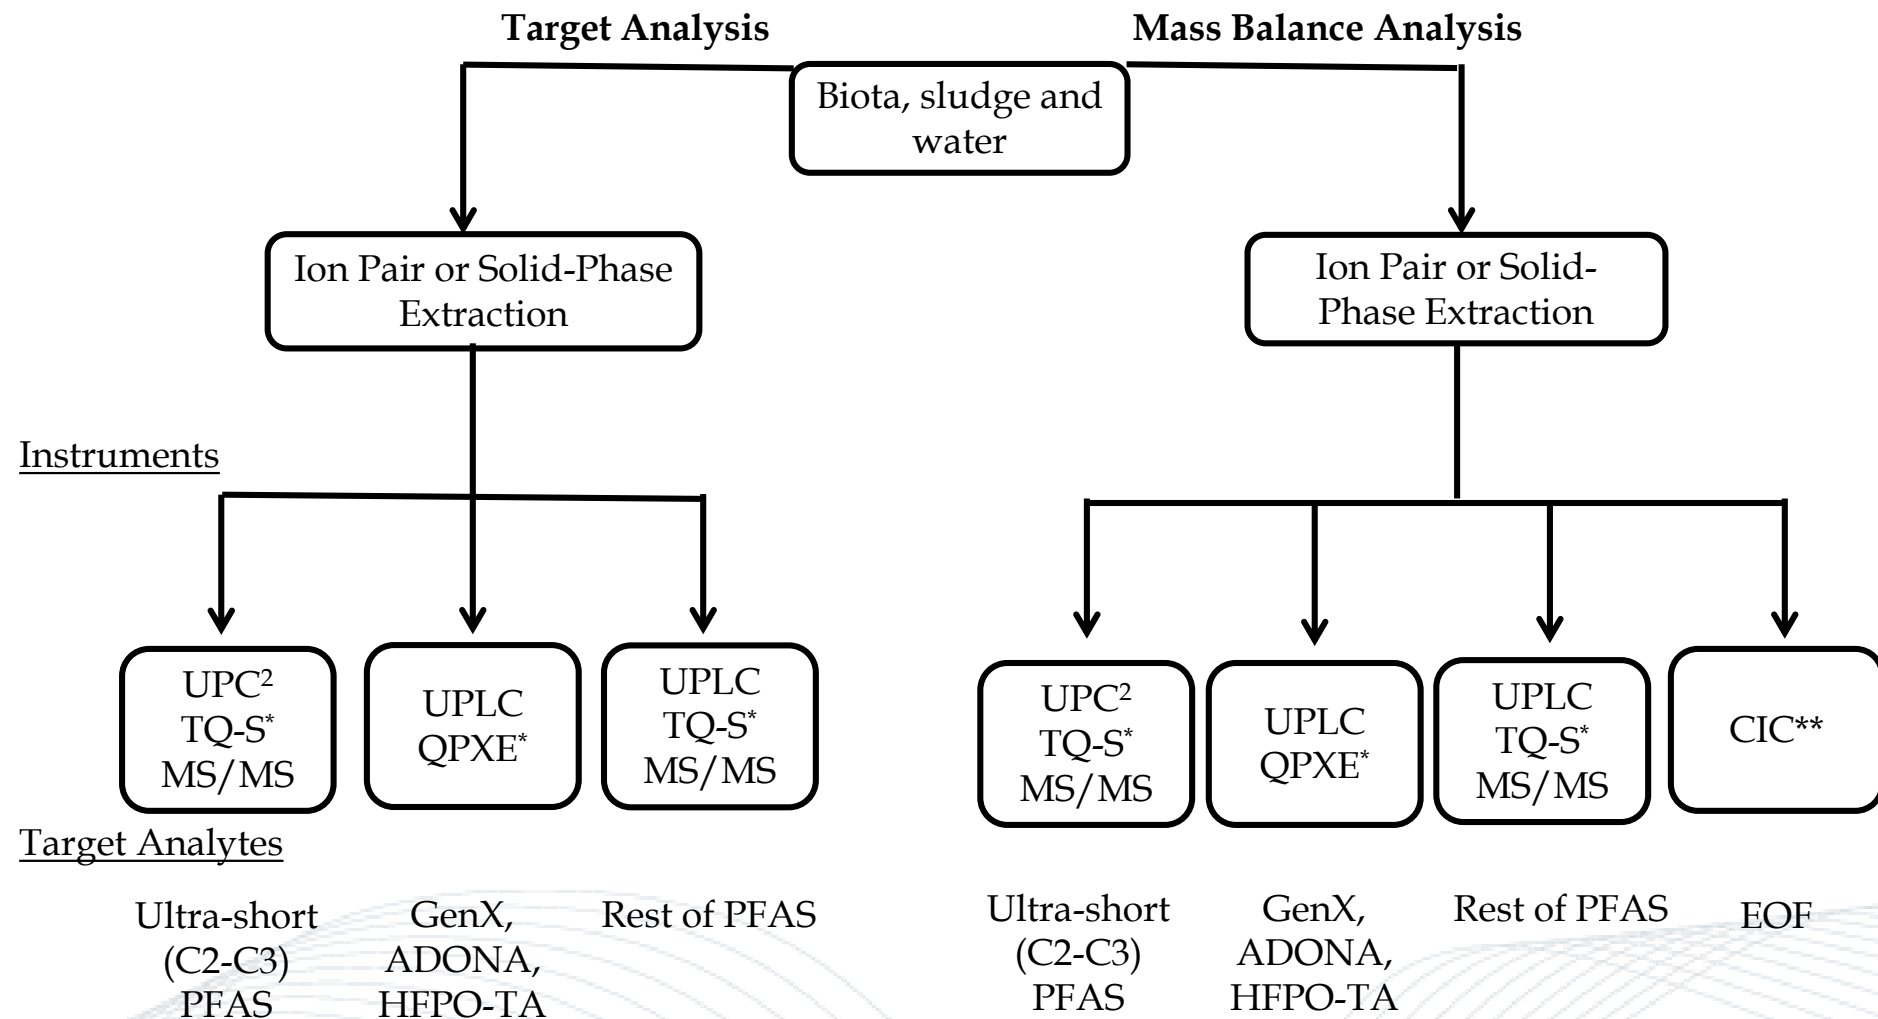 Target Analysis
Mass Balance Analysis
Biota, sludge and
water
Ion Pair or Solid-Phase
Extraction
Ion Pair or Solid-
Phase Extraction
Instruments
UPC²
TQ-S*
MS/MS
UPLC
QPXE*
UPLC
TQ-S*
MS/MS
UPC²
TQ-S*
MS/MS
UPLC
QPXE*
UPLC
TQ-S*
MS/MS
CIC**
Target Analytes
Ultra-short
(C2-C3)
PFAS
GenX,
ADONA,
HFPO-TA
Rest of PFAS
Ultra-short
(C2-C3)
PFAS
GenX,
ADONA,
HFPO-TA
Rest of PFAS
EOF